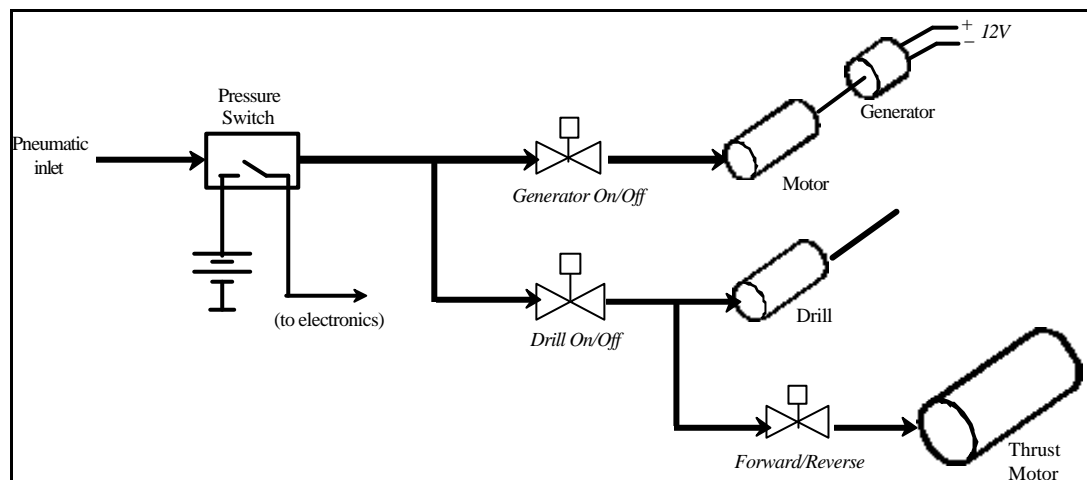 Pressure
Switch
Pneumatic
inlet
+ 12V
−
Generator
Motor
Generator On/Off
(to electronics)
Drill On/Off
Drill
Forward/Reverse
Thrust
Motor